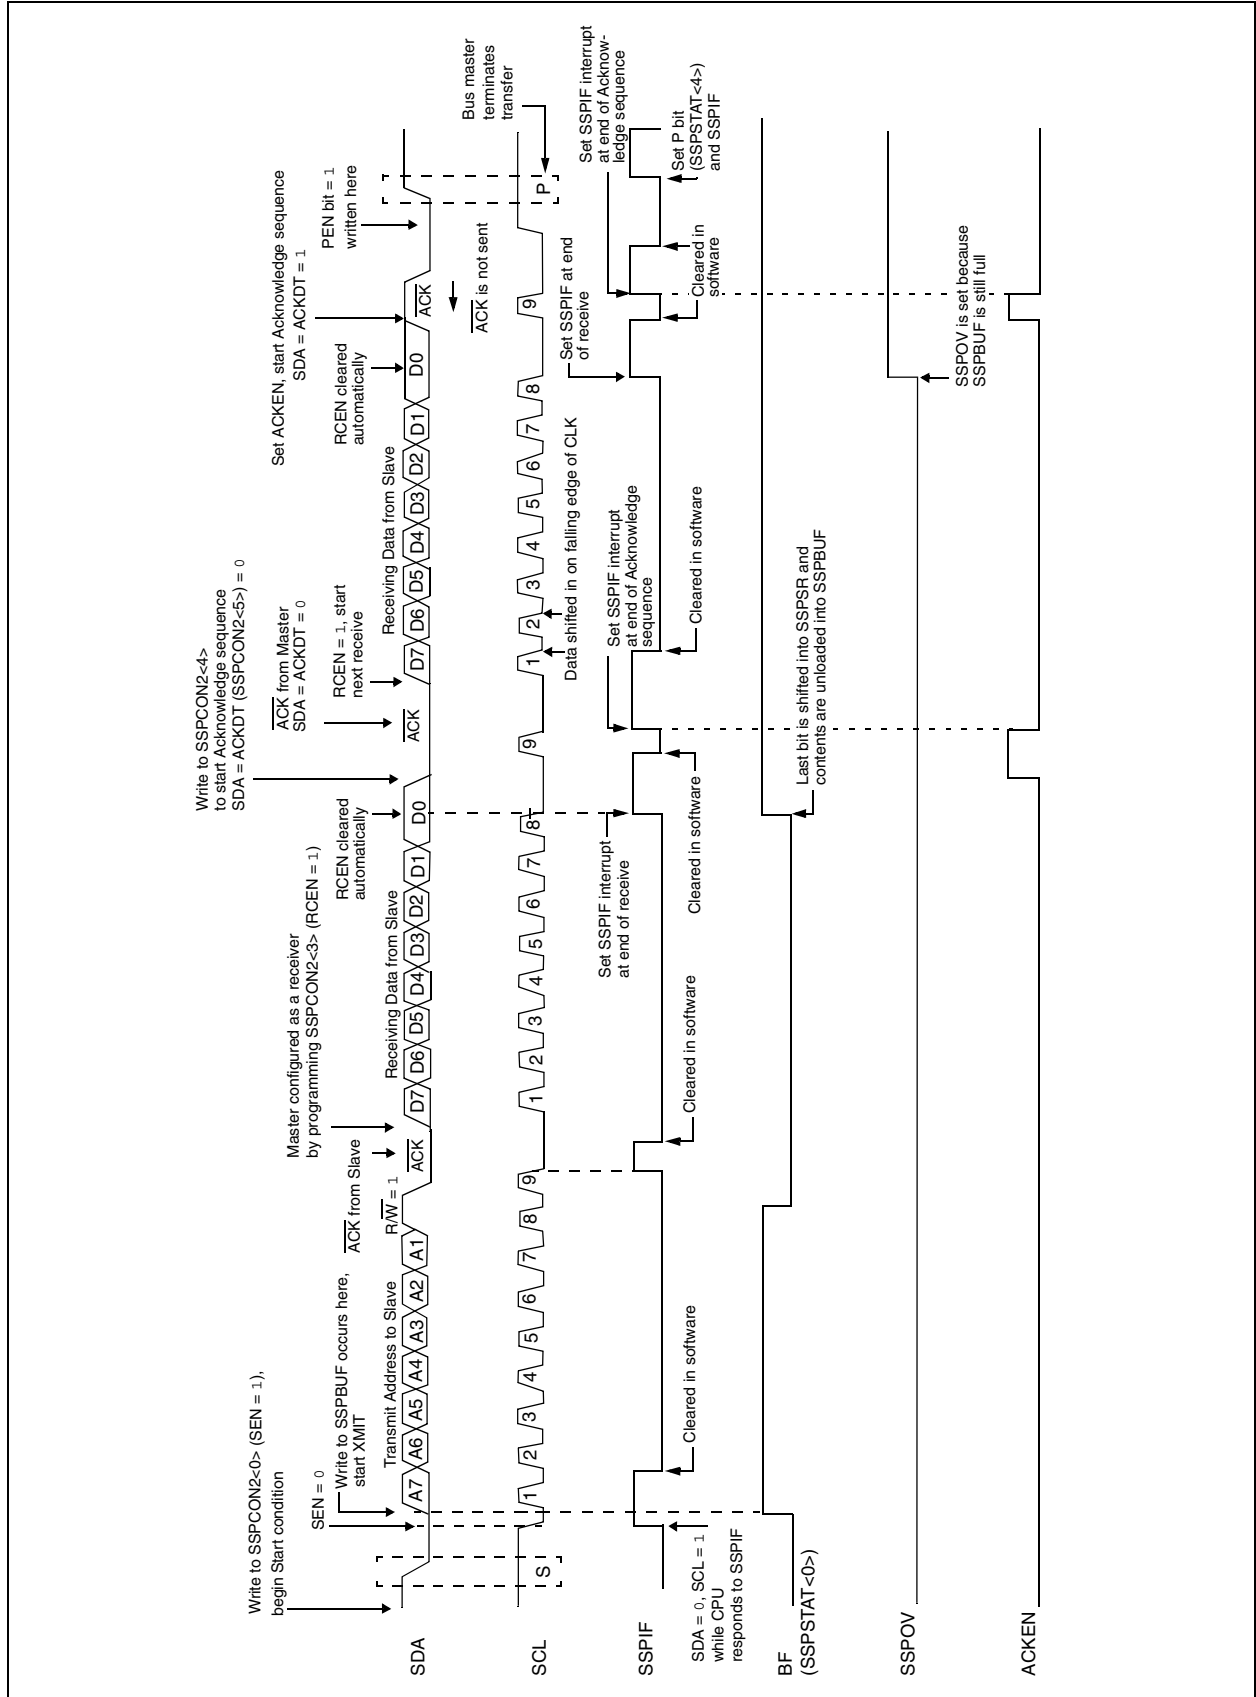 Write to SSPCON2<0> (SEN = 1),
begin Start condition
SEN = 0
Write to SSPBUF occurs here,
start XMIT
Transmit Address to Slave
R/W = 1
ACK from Slave
Master configured as a receiver
by programming SSPCON2<3> (RCEN = 1)
Receiving Data from Slave
RCEN cleared
automatically
Write to SSPCON2<4>
to start Acknowledge sequence
SDA = ACKDT (SSPCON2<5>) = 0
ACK from Master
SDA = ACKDT = 0
RCEN = 1, start
next receive
Receiving Data from Slave
RCEN cleared
automatically
Set ACKEN, start Acknowledge sequence
SDA = ACKDT = 1
PEN bit = 1
written here
Bus master
terminates
transfer
SDA
A7 A6 A5 A4 A3 A2 A1 ACK D7 D6 D5 D4 D3 D2 D1 D0 ACK D7 D6 D5 D4 D3 D2 D1 D0 ACK
ACK is not sent
SCL
S 1 2 3 4 5 6 7 8 9 1 2 3 4 5 6 7 8 9 1 2 3 4 5 6 7 8 9 P
Data shifted in on falling edge of CLK
Set SSPIF interrupt
at end of receive
Set SSPIF interrupt
at end of Acknowledge
sequence
Set SSPIF at end
of receive
Set SSPIF interrupt
at end of Acknow-
ledge sequence
SSPIF
SDA = 0, SCL = 1
while CPU
responds to SSPIF
Cleared in software
Cleared in software
Cleared in software
Cleared in software
Cleared in
software
Set P bit
(SSPSTAT<4>)
and SSPIF
BF
(SSPSTAT<0>)
Last bit is shifted into SSPSR and
contents are unloaded into SSPBUF
SSPOV
SSPOV is set because
SSPBUF is still full
ACKEN